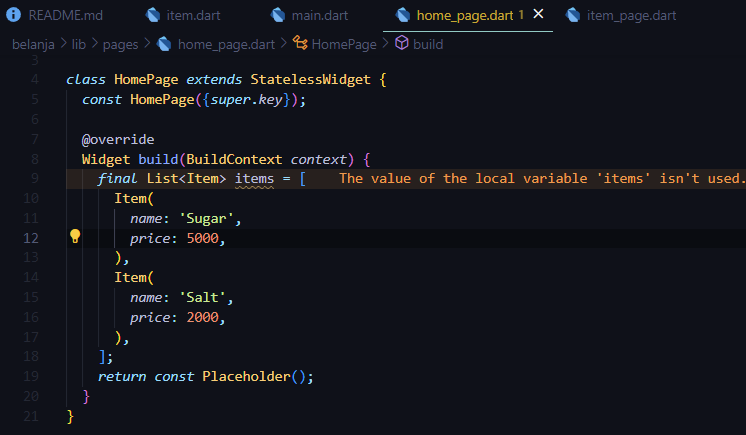 README.md item.dart main.dart home_page.dart 1 item_page.dart
belanja > lib > pages > home_page.dart > HomePage > build
3
4 class HomePage extends StatelessWidget {
5 const HomePage({super.key});
6
7 @override
8 Widget build(BuildContext context) {
9 final List<Item> items = [ The value of the local variable 'items' isn't used.
10 Item(
11 name: 'Sugar',
12 price: 5000,
13 ),
14 Item(
15 name: 'Salt',
16 price: 2000,
17 ),
18 ];
19 return const Placeholder();
20 }
21 }